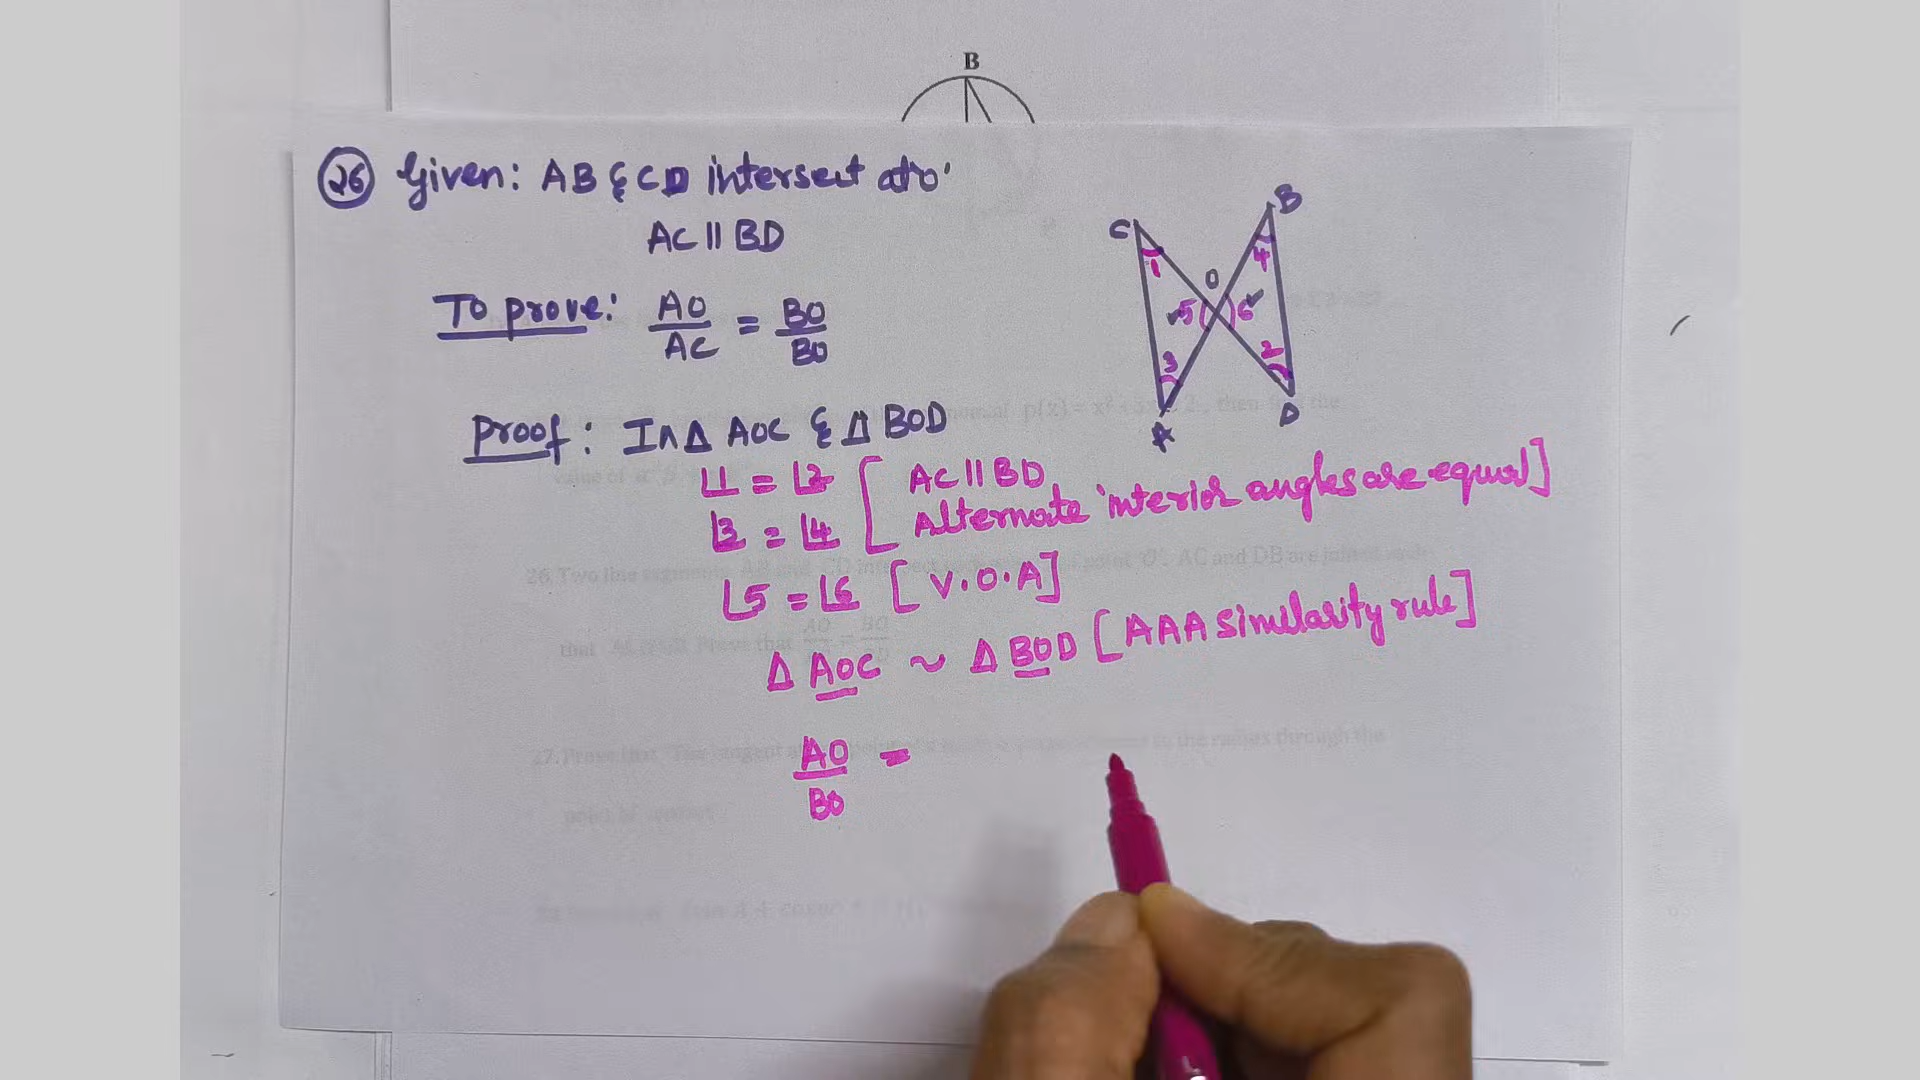 B
26 Given: AB & CD intersect at 'O'
AC || BD
To prove: AO/AC = BO/BD
C
B
O
1
4
5
6
3
2
A
D
Proof: In Δ AOC & Δ BOD
∠1 = ∠2 [ AC || BD
∠3 = ∠4 Alternate interior angles are equal]
∠5 = ∠6 [V.O.A]
Δ AOC ~ Δ BOD [AAA similarity rule]
AO/BO =